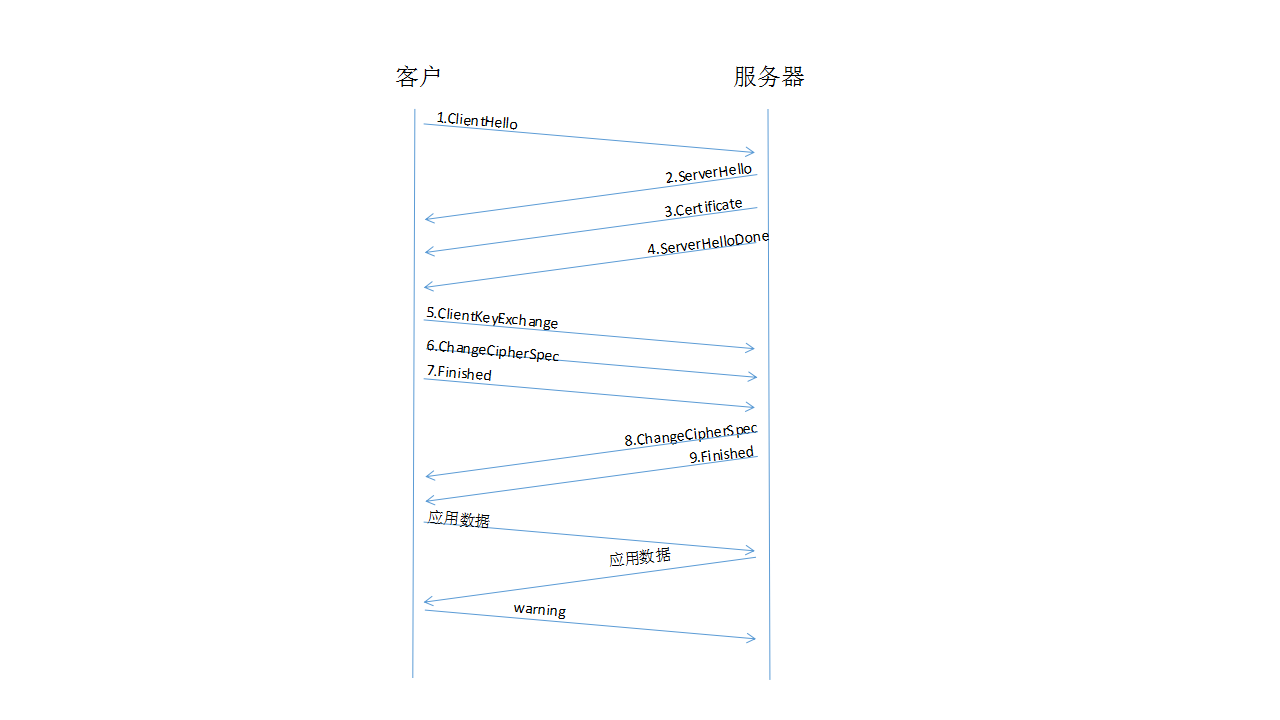 客户
服务器
1.ClientHello
2.ServerHello
3.Certificate
4.ServerHelloDone
5.ClientKeyExchange
6.ChangeCipherSpec
7.Finished
8.ChangeCipherSpec
9.Finished
应用数据
应用数据
warning